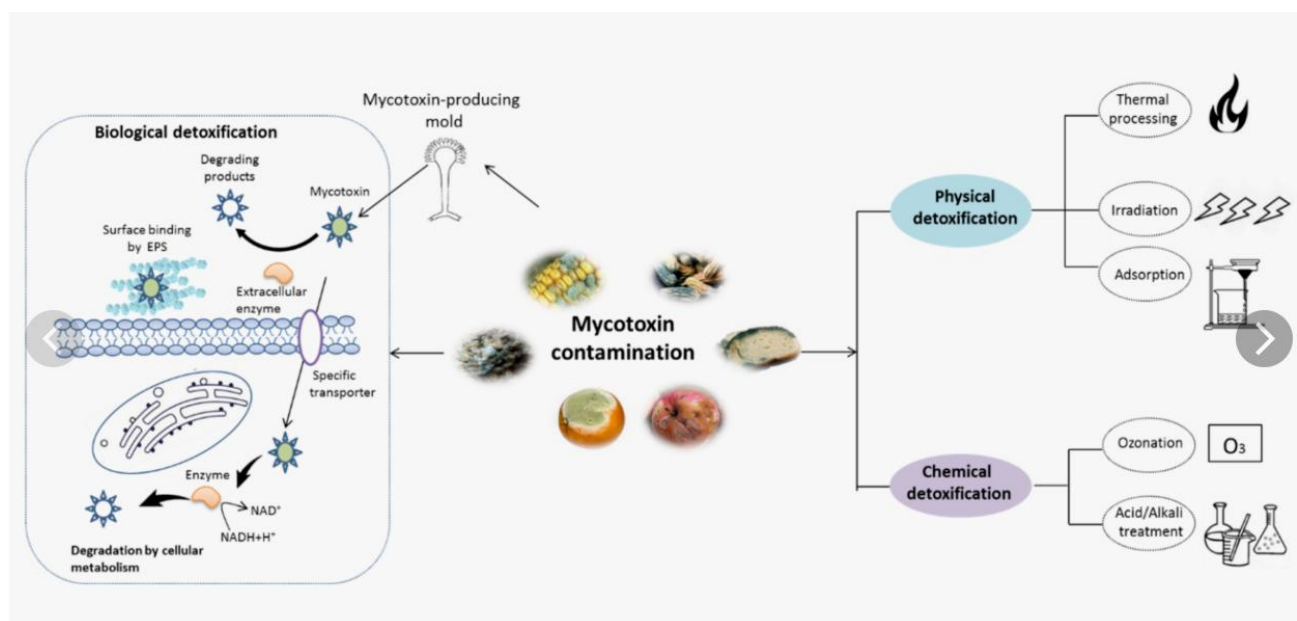 Mycotoxin-producing
mold
Biological detoxification
Degrading
products
Mycotoxin
Surface binding
by EPS
Extracellular
enzyme
Specific
transporter
Enzyme
NAD⁺
NADH+H⁺
Degradation by cellular
metabolism
Mycotoxin
contamination
Physical
detoxification
Thermal
processing
Irradiation
Adsorption
Chemical
detoxification
Ozonation
O₃
Acid/Alkali
treatment